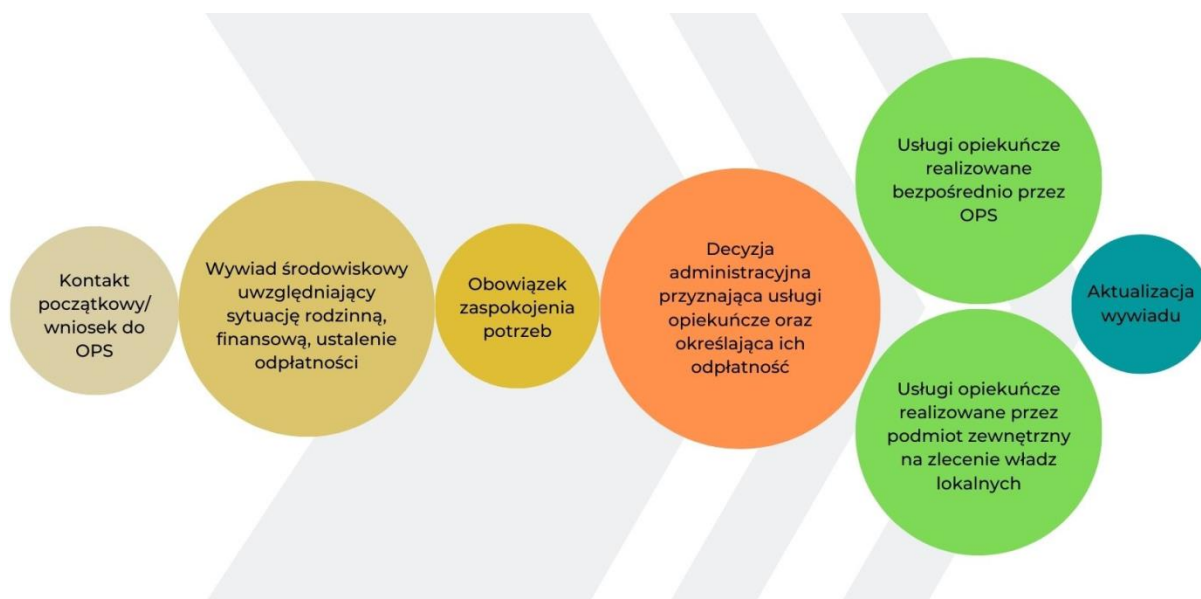 Kontakt
początkowy/
wniosek do
OPS
Wywiad środowiskowy
uwzględniający
sytuację rodzinną,
finansową, ustalenie
odpłatności
Obowiązek
zaspokojenia
potrzeb
Decyzja
administracyjna
przyznająca usługi
opiekuńcze oraz
określająca ich
odpłatność
Usługi opiekuńcze
realizowane
bezpośrednio przez
OPS
Usługi opiekuńcze
realizowane przez
podmiot zewnętrzny
na zlecenie władz
lokalnych
Aktualizacja
wywiadu